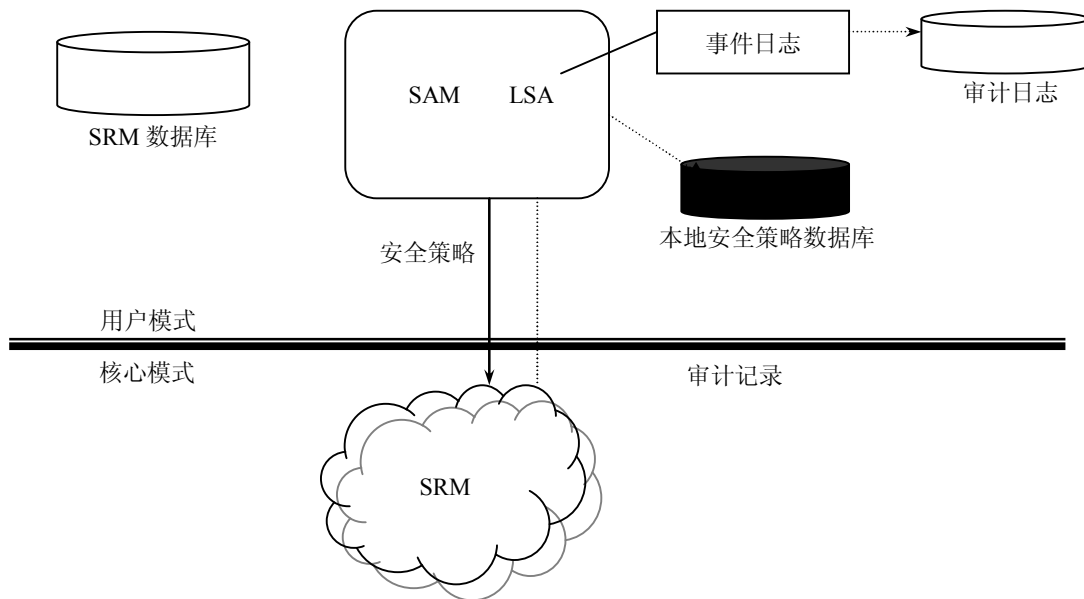 事件日志
SAM LSA
审计日志
SRM 数据库
本地安全策略数据库
安全策略
用户模式
核心模式
审计记录
SRM